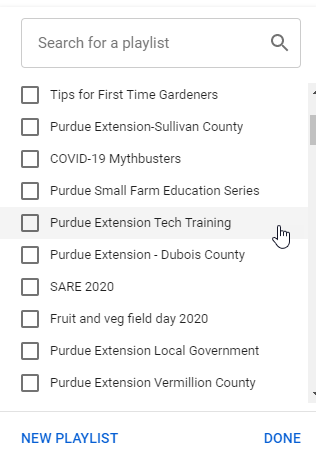 Search for a playlist
Tips for First Time Gardeners
Purdue Extension-Sullivan County
COVID-19 Mythbusters
Purdue Small Farm Education Series
Purdue Extension Tech Training
Purdue Extension - Dubois County
SARE 2020
Fruit and veg field day 2020
Purdue Extension Local Government
Purdue Extension Vermillion County
NEW PLAYLIST
DONE